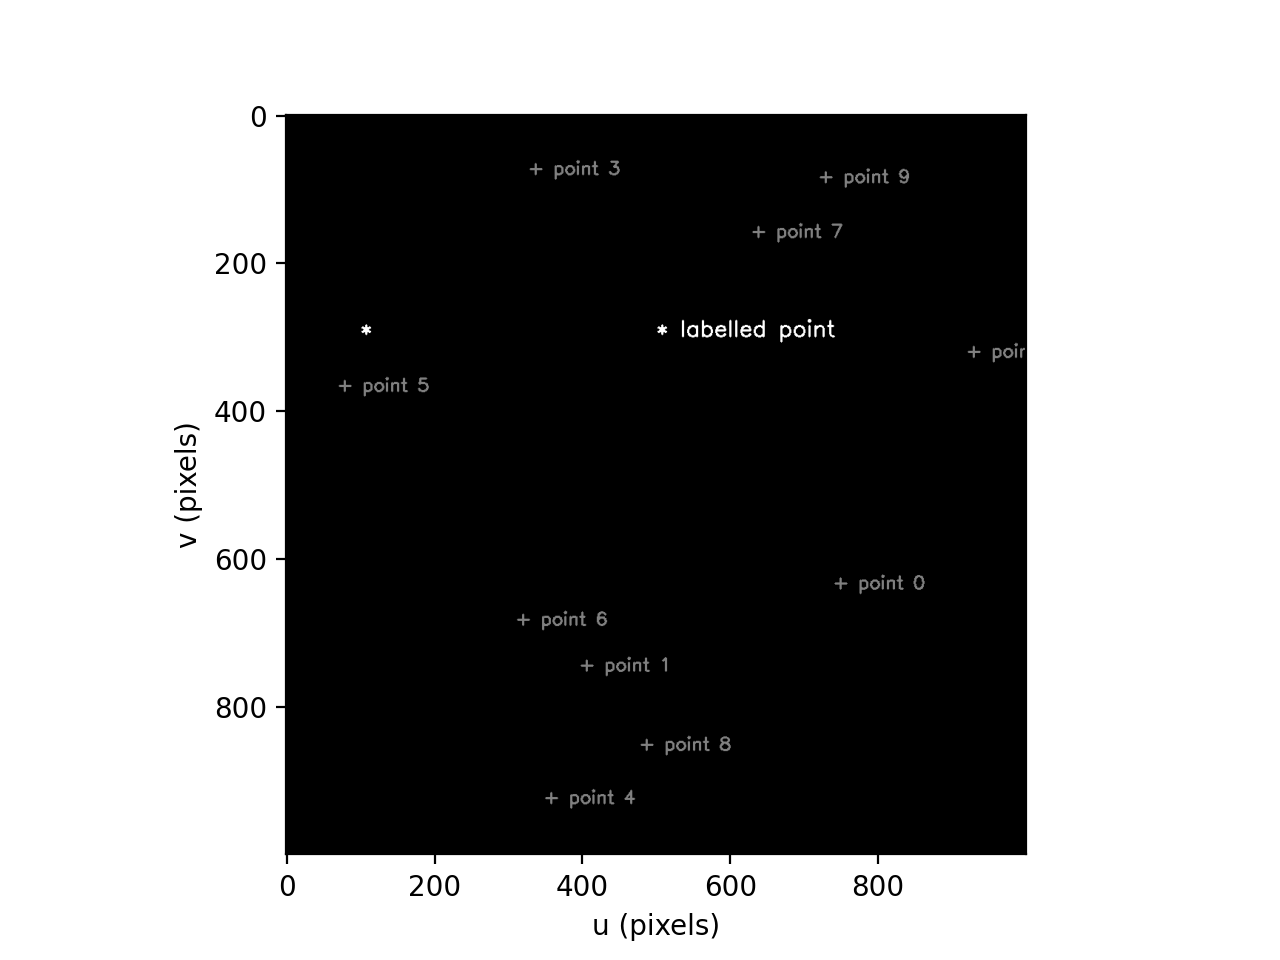 0
point 3
point 9
point 7
200
labelled point
point 5
400
v (pixels)
600
point 0
point 6
point 1
800
point 8
point 4
0 200 400 600 800
u (pixels)